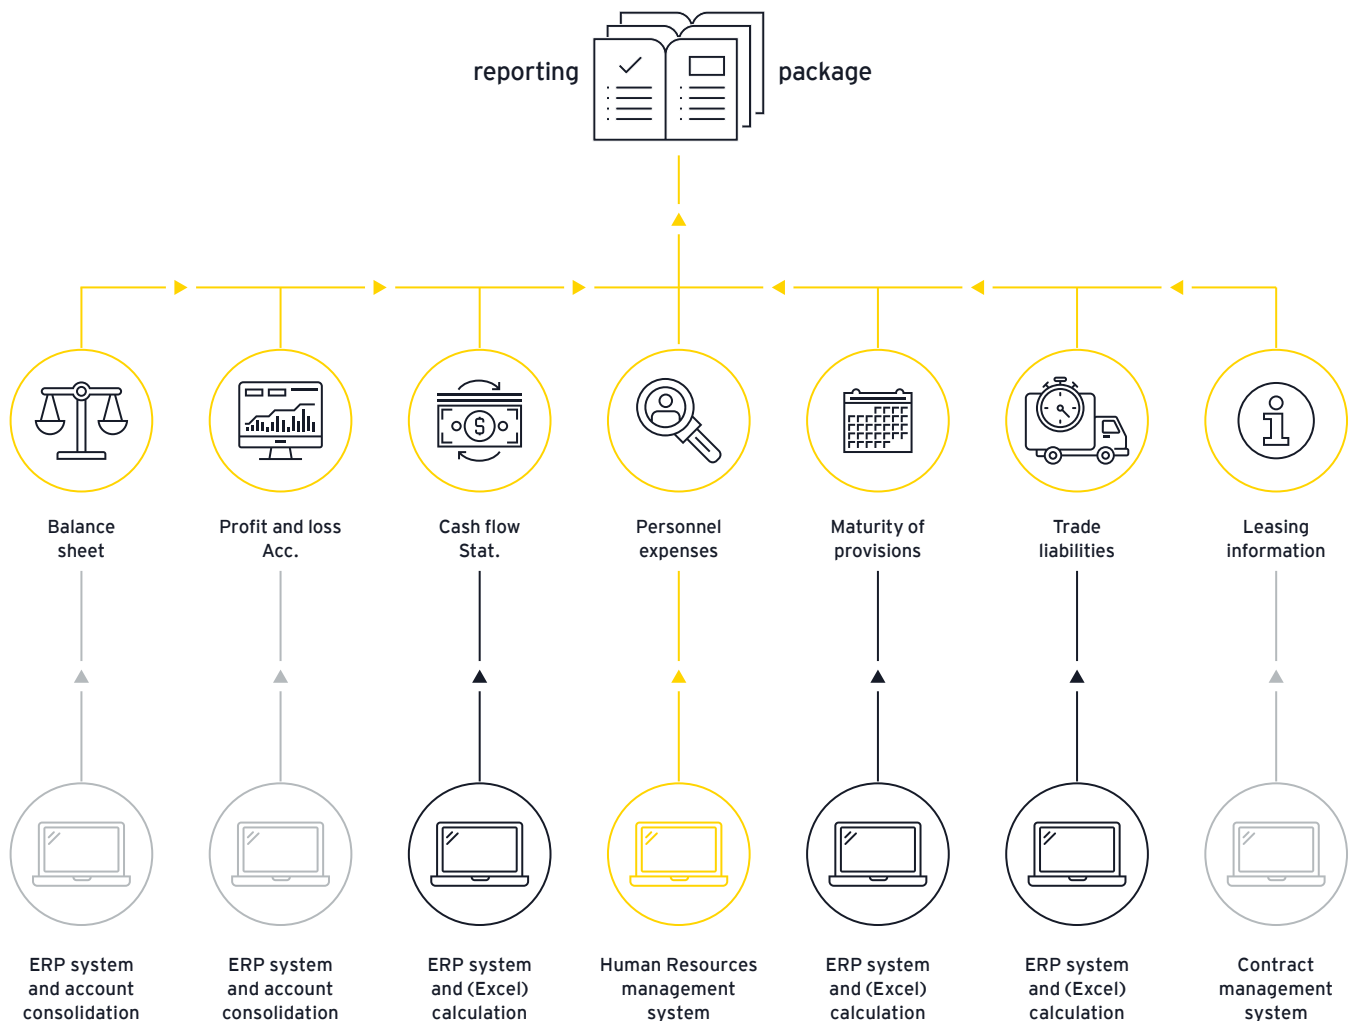 reporting package
Balance
sheet
Profit and loss
Acc.
Cash flow
Stat.
Personnel
expenses
Maturity of
provisions
Trade
liabilities
Leasing
information
ERP system
and account
consolidation
ERP system
and account
consolidation
ERP system
and (Excel)
calculation
Human Resources
management
system
ERP system
and (Excel)
calculation
ERP system
and (Excel)
calculation
Contract
management
system